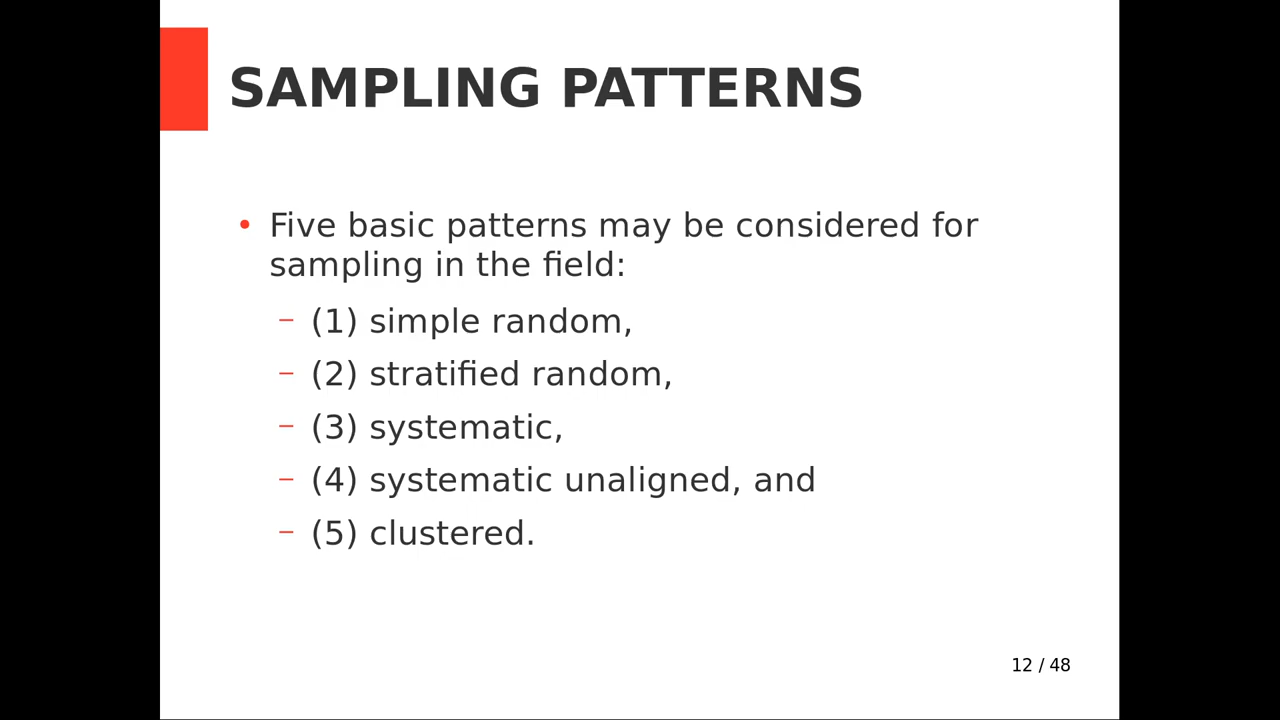 SAMPLING PATTERNS
• Five basic patterns may be considered for
sampling in the field:
– (1) simple random,
– (2) stratified random,
– (3) systematic,
– (4) systematic unaligned, and
– (5) clustered.
12 / 48